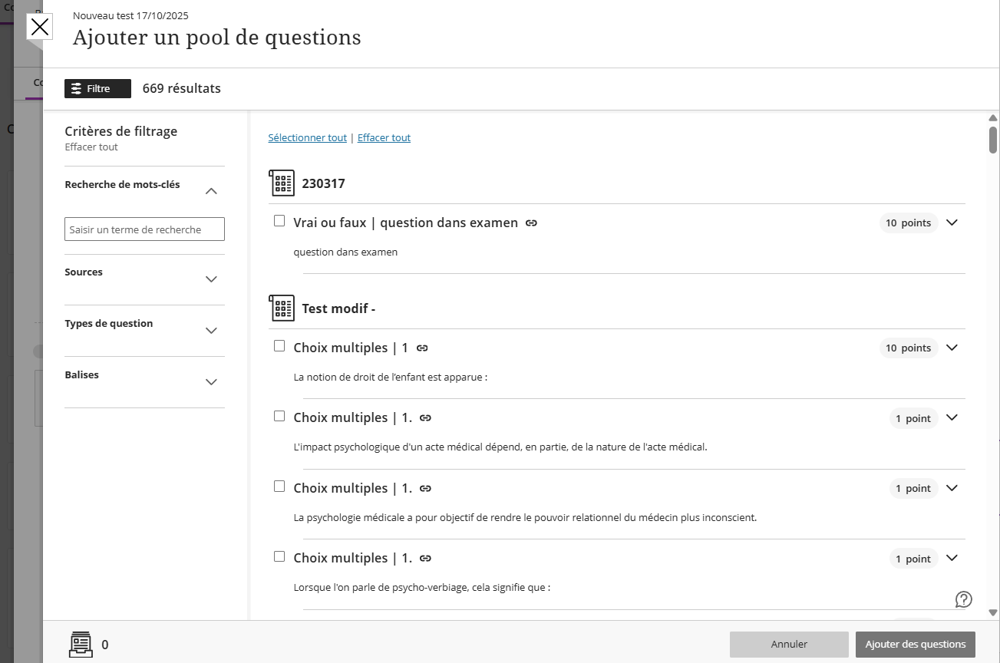 Nouveau test 17/10/2025
Ajouter un pool de questions
Filtre
669 résultats
Critères de filtrage
Effacer tout
Recherche de mots-clés
Saisir un terme de recherche
Sources
Types de question
Balises
Sélectionner tout | Effacer tout
230317
Vrai ou faux | question dans examen
10 points
question dans examen
Test modif -
Choix multiples | 1
10 points
La notion de droit de l'enfant est apparue :
Choix multiples | 1.
1 point
L'impact psychologique d'un acte médical dépend, en partie, de la nature de l'acte médical.
Choix multiples | 1.
1 point
La psychologie médicale a pour objectif de rendre le pouvoir relationnel du médecin plus inconscient.
Choix multiples | 1.
1 point
Lorsque l'on parle de psycho-verbiage, cela signifie que :
0
Annuler
Ajouter des questions